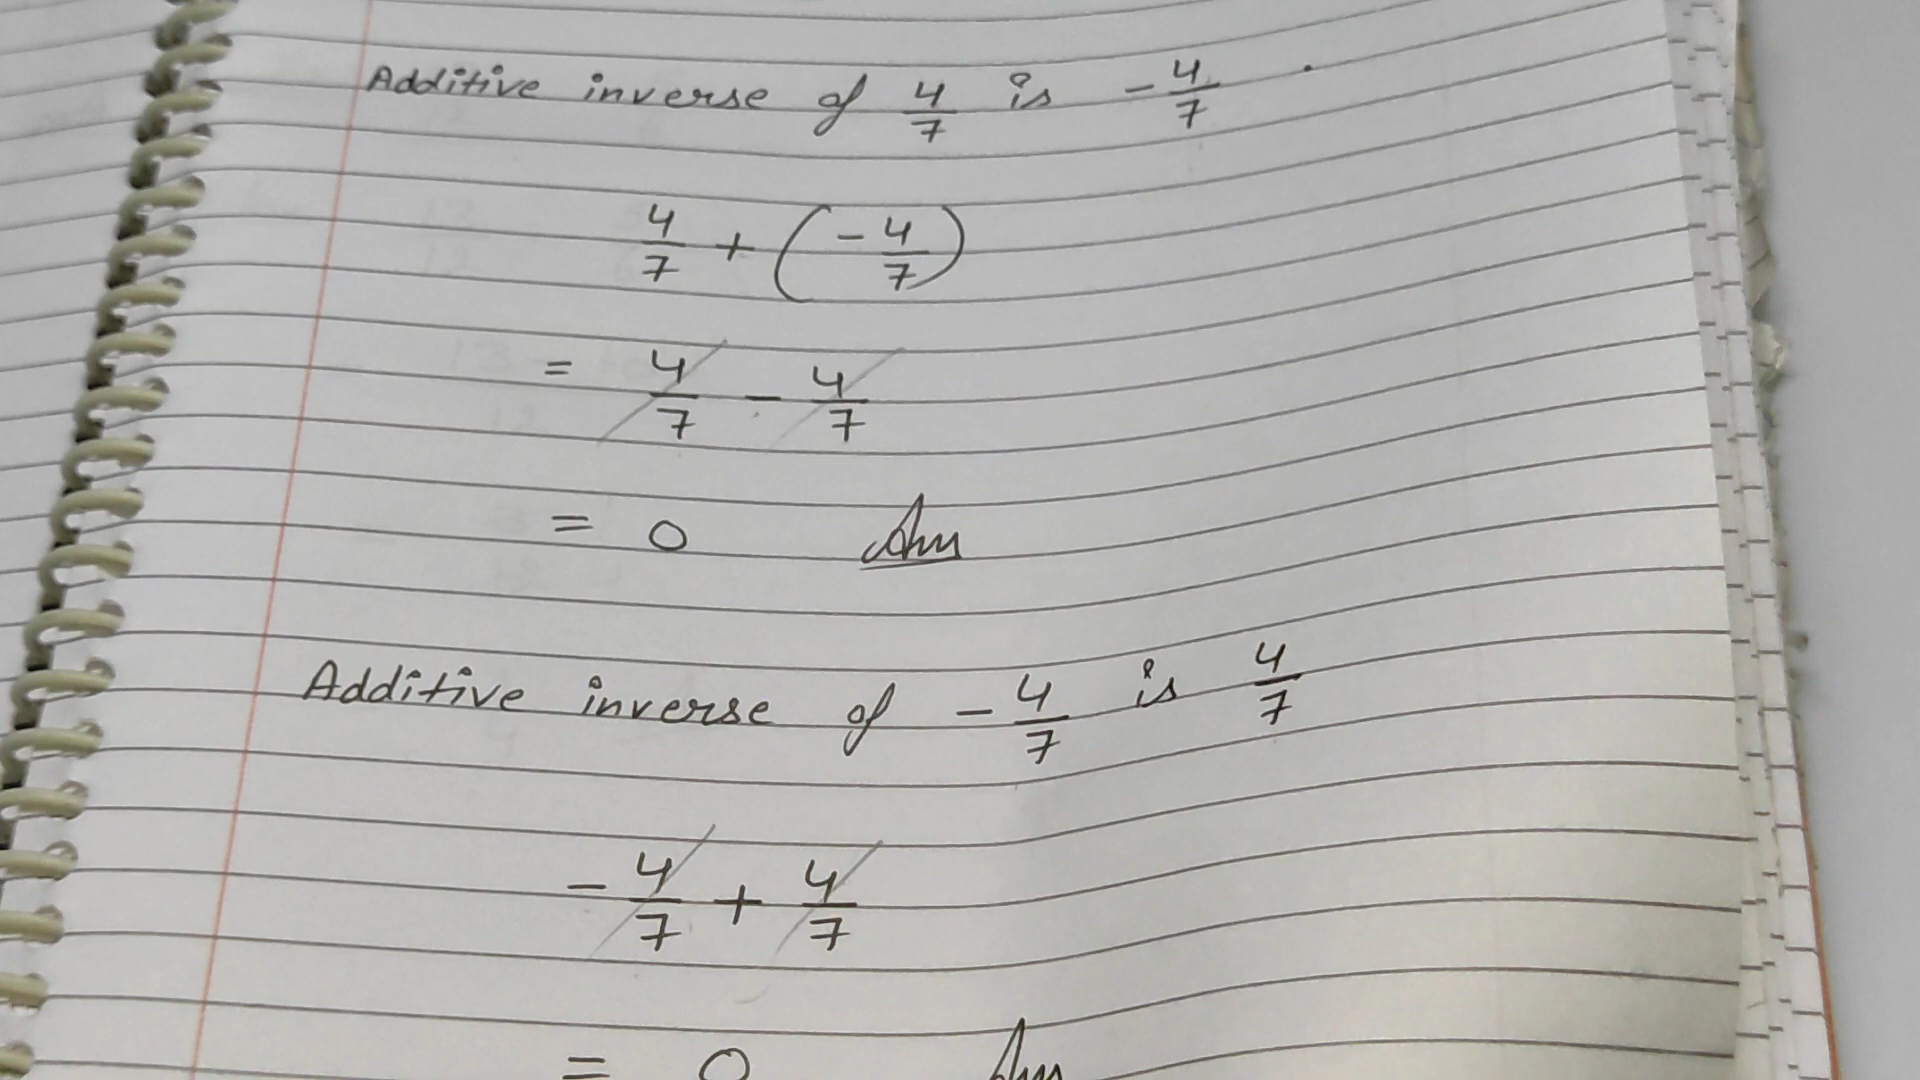 Additive inverse of 4/7 is -4/7.
4/7 + (-4/7)
= 4/7 - 4/7
= 0 Ans
Additive inverse of -4/7 is 4/7
-4/7 + 4/7
= 0 Ans